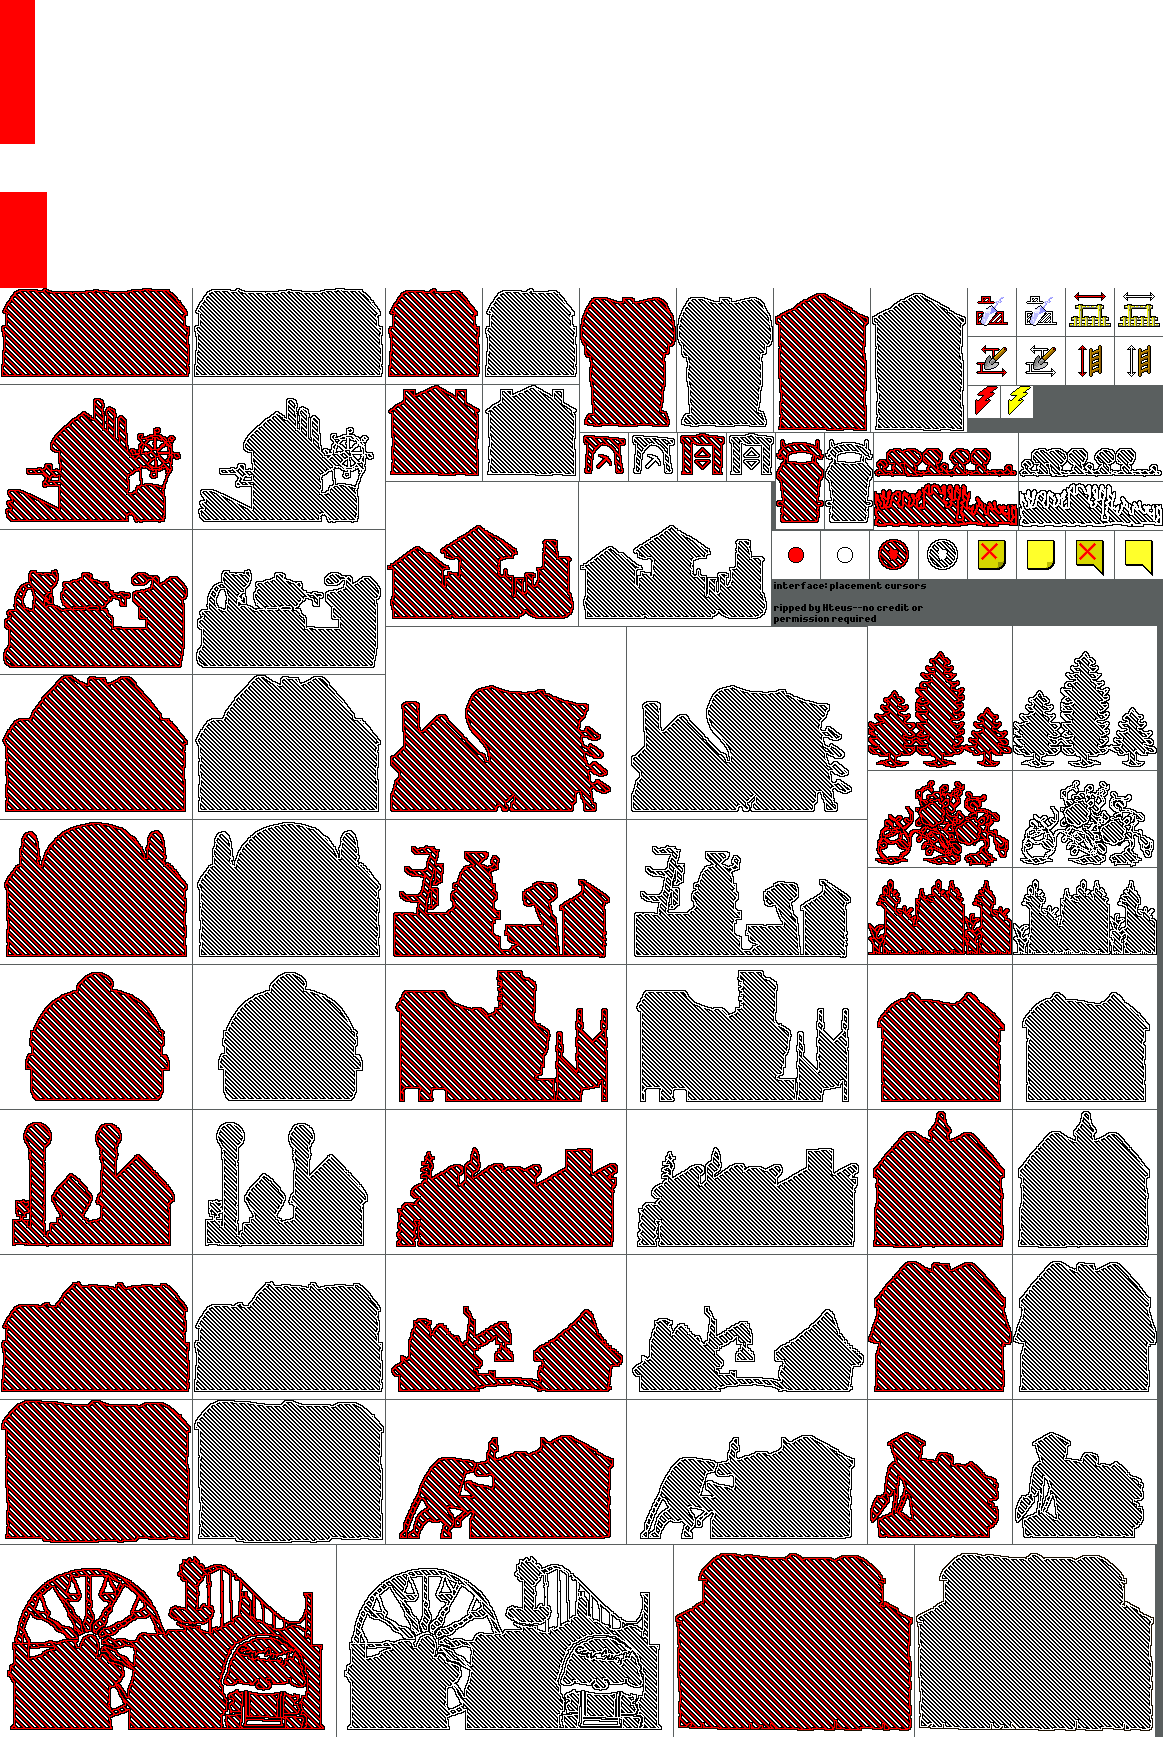 interface: placement cursors
ripped by Hteus--no credit or
permission required